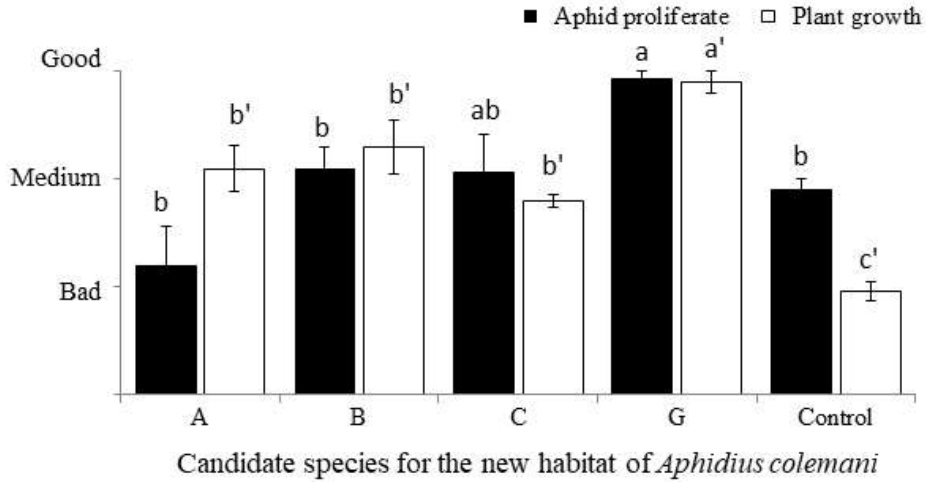 Aphid proliferate Plant growth
Good
a a'
b' b b' ab
b' b
Medium
b
c'
Bad
A B C G Control
Candidate species for the new habitat of Aphidius colemani